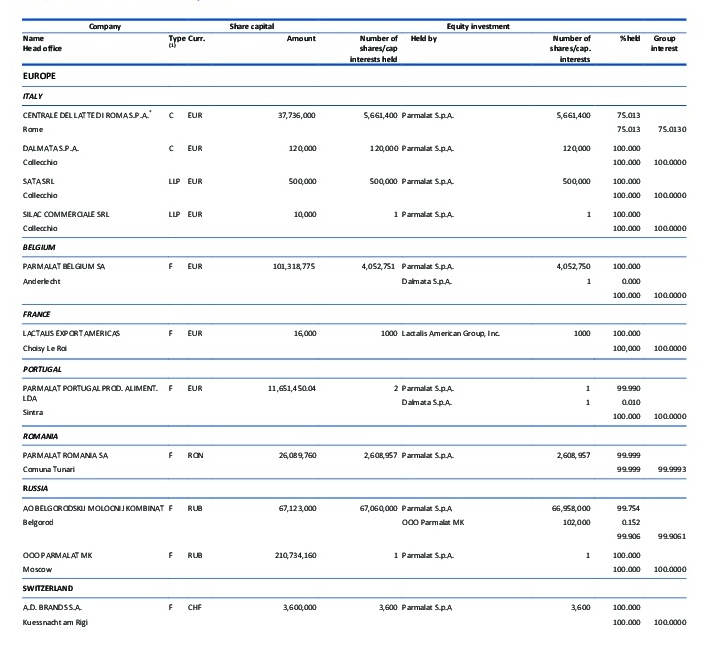 Company Share capital Equity investment
Name Type Curr. Amount Number of Held by Number of %held Group
Head office (1) shares/cap shares/cap. interest
interests held interests
EUROPE
ITALY
CENTRALE DEL LATTE DI ROMA S.P.A.* C EUR 37,736,000 5,661,400 Parmalat S.p.A. 5,661,400 75.013
Rome 75.013 75.0130
DALMATA S.P.A. C EUR 120,000 120,000 Parmalat S.p.A. 120,000 100.000
Collecchio 100.000 100.0000
SATA SRL LLP EUR 500,000 500,000 Parmalat S.p.A. 500,000 100.000
Collecchio 100.000 100.0000
SILAC COMMERCIALE SRL LLP EUR 10,000 1 Parmalat S.p.A. 1 100.000
Collecchio 100.000 100.0000
BELGIUM
PARMALAT BELGIUM SA F EUR 101,318,775 4,052,751 Parmalat S.p.A. 4,052,750 100.000
Anderlecht Dalmata S.p.A. 1 0.000
100.000 100.0000
FRANCE
LACTALIS EXPORT AMÉRICAS F EUR 16,000 1000 Lactalis American Group, Inc. 1000 100.000
Choisy Le Roi 100,000 100.0000
PORTUGAL
PARMALAT PORTUGAL PROD. ALIMENT. F EUR 11,651,450.04 2 Parmalat S.p.A. 1 99.990
LDA Dalmata S.p.A. 1 0.010
Sintra 100.000 100.0000
ROMANIA
PARMALAT ROMANIA SA F RON 26,089,760 2,608,957 Parmalat S.p.A. 2,608,957 99.999
Comuna Tunari 99.999 99.9993
RUSSIA
AO BELGORODSKIJ MOLOCNIJ KOMBINAT F RUB 67,123,000 67,060,000 Parmalat S.p.A 66,958,000 99.754
Belgorod OOO Parmalat MK 102,000 0.152
99.906 99.9061
OOO PARMALAT MK F RUB 210,734,160 1 Parmalat S.p.A. 1 100.000
Moscow 100.000 100.0000
SWITZERLAND
A.D. BRANDS S.A. F CHF 3,600,000 3,600 Parmalat S.p.A 3,600 100.000
Kuessnacht am Rigi 100.000 100.0000